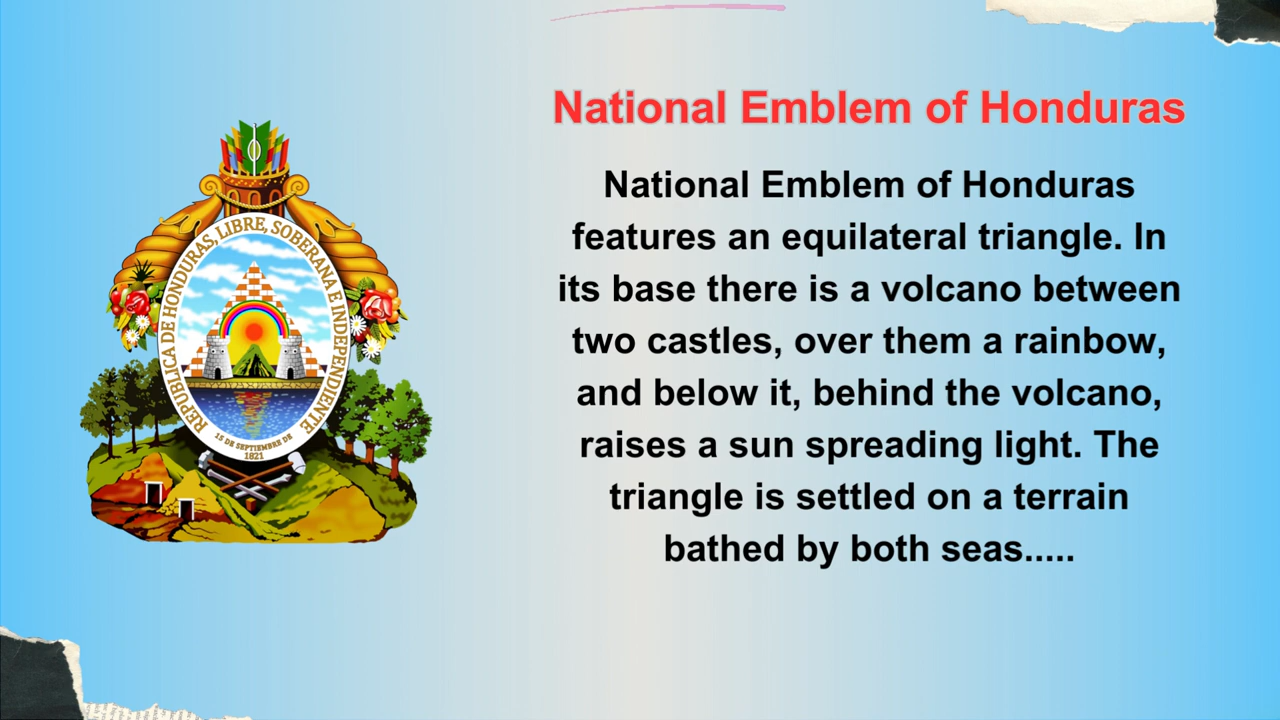 National Emblem of Honduras
National Emblem of Honduras
features an equilateral triangle. In
its base there is a volcano between
two castles, over them a rainbow,
and below it, behind the volcano,
raises a sun spreading light. The
triangle is settled on a terrain
bathed by both seas.....
REPUBLICA DE HONDURAS, LIBRE, SOBERANA E INDEPENDIENTE
15 DE SEPTIEMBRE DE
1821